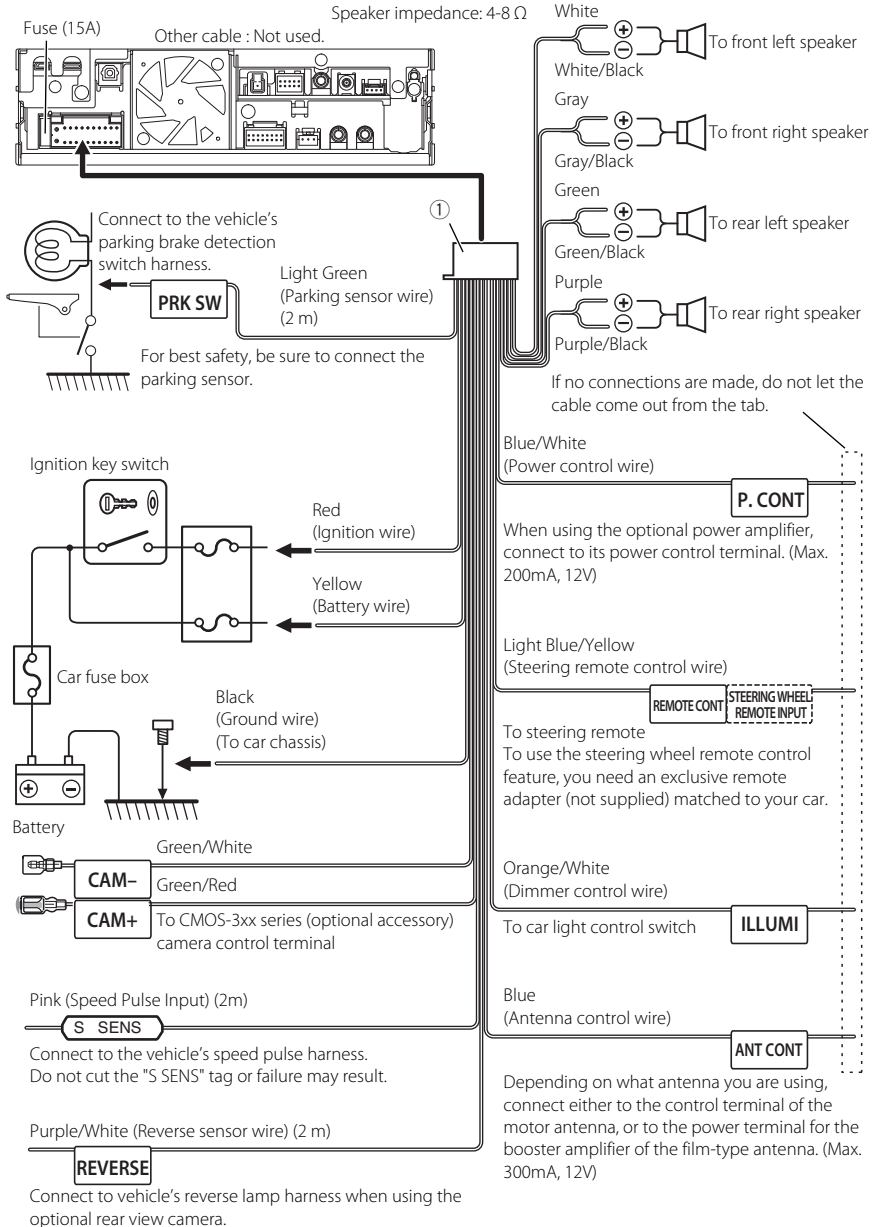 Speaker impedance: 4-8 Ω
Fuse (15A)
Other cable : Not used.
White
⊕
⊖
To front left speaker
White/Black
Gray
⊕
⊖
To front right speaker
Gray/Black
Green
⊕
⊖
To rear left speaker
Green/Black
Purple
⊕
⊖
To rear right speaker
Purple/Black
①
Connect to the vehicle's
parking brake detection
switch harness.
Light Green
(Parking sensor wire)
(2 m)
PRK SW
For best safety, be sure to connect the
parking sensor.
If no connections are made, do not let the
cable come out from the tab.
Blue/White
(Power control wire)
P. CONT
When using the optional power amplifier,
connect to its power control terminal. (Max.
200mA, 12V)
Ignition key switch
Red
(Ignition wire)
Yellow
(Battery wire)
Car fuse box
Black
(Ground wire)
(To car chassis)
⊕
⊖
Battery
Light Blue/Yellow
(Steering remote control wire)
REMOTE CONT
STEERING WHEEL
REMOTE INPUT
To steering remote
To use the steering wheel remote control
feature, you need an exclusive remote
adapter (not supplied) matched to your car.
Green/White
CAM–
Green/Red
CAM+
To CMOS-3xx series (optional accessory)
camera control terminal
Orange/White
(Dimmer control wire)
To car light control switch
ILLUMI
Pink (Speed Pulse Input) (2m)
S SENS
Connect to the vehicle's speed pulse harness.
Do not cut the "S SENS" tag or failure may result.
Blue
(Antenna control wire)
ANT CONT
Depending on what antenna you are using,
connect either to the control terminal of the
motor antenna, or to the power terminal for the
booster amplifier of the film-type antenna. (Max.
300mA, 12V)
Purple/White (Reverse sensor wire) (2 m)
REVERSE
Connect to vehicle's reverse lamp harness when using the
optional rear view camera.